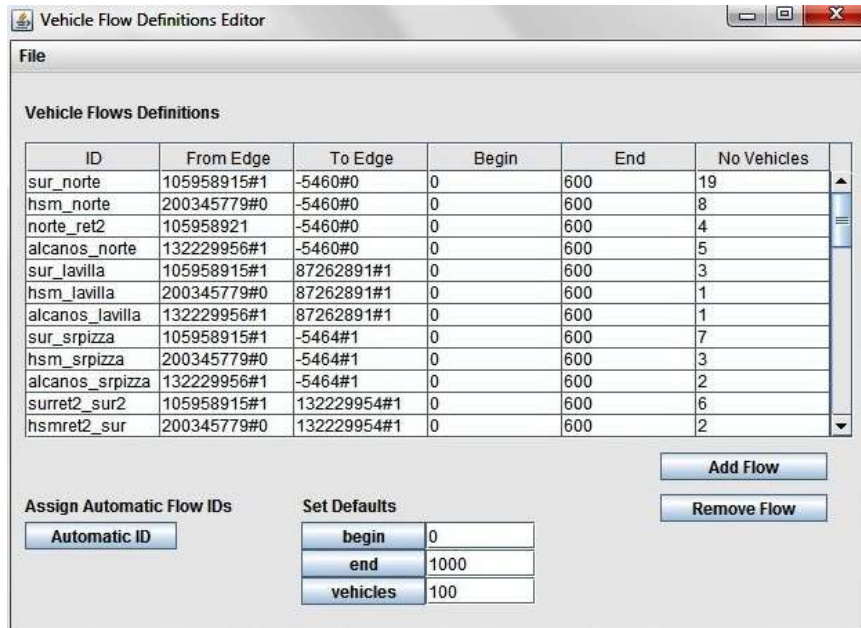 Vehicle Flow Definitions Editor
File
Vehicle Flows Definitions
ID From Edge To Edge Begin End No Vehicles
sur_norte 105958915#1 -5460#0 0 600 19
hsm_norte 200345779#0 -5460#0 0 600 8
norte_ret2 105958921 -5460#0 0 600 4
alcanos_norte 132229956#1 -5460#0 0 600 5
sur_lavilla 105958915#1 87262891#1 0 600 3
hsm_lavilla 200345779#0 87262891#1 0 600 1
alcanos_lavilla 132229956#1 87262891#1 0 600 1
sur_srpizza 105958915#1 -5464#1 0 600 7
hsm_srpizza 200345779#0 -5464#1 0 600 3
alcanos_srpizza 132229956#1 -5464#1 0 600 2
surret2_sur2 105958915#1 132229954#1 0 600 6
hsmret2_sur 200345779#0 132229954#1 0 600 2
Add Flow
Assign Automatic Flow IDs Set Defaults Remove Flow
Automatic ID begin 0
end 1000
vehicles 100